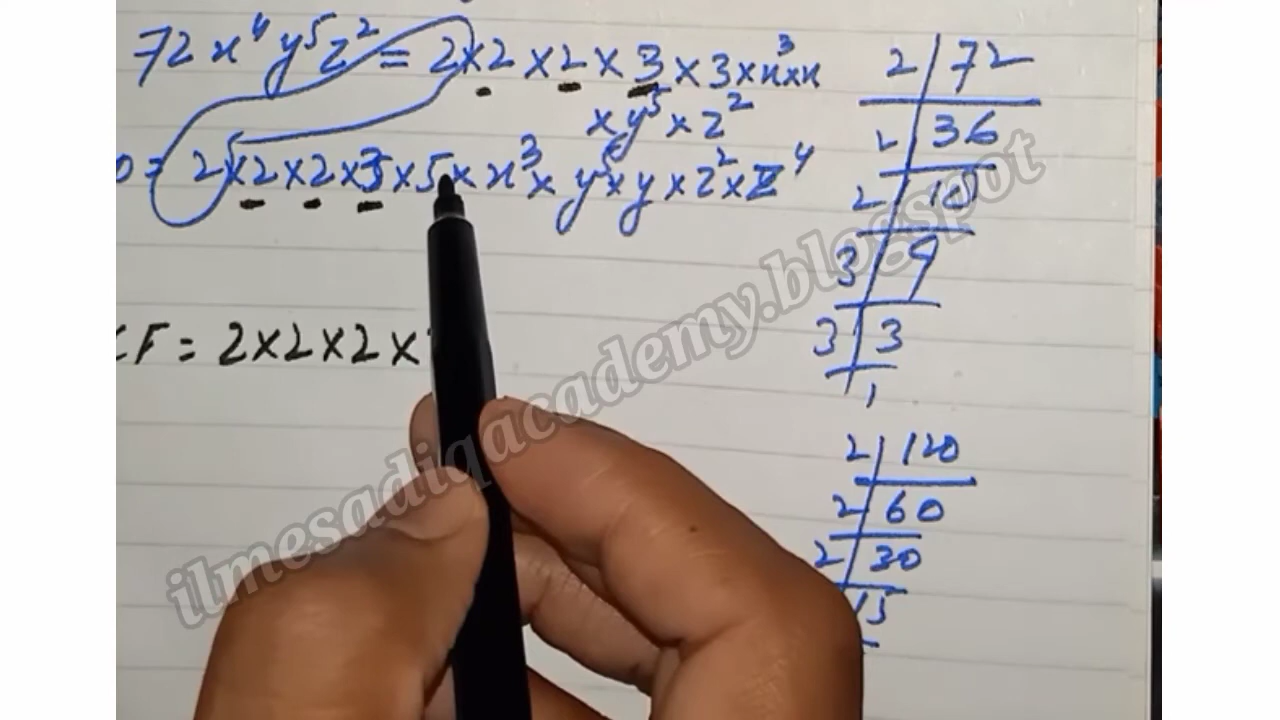 72x⁴y⁵z² = 2×2×2×3×3×x³×x
×y⁵×z²
0= 2×2×2×3×5×x³×y⁵×y×z²×z⁴
CF = 2×2×2×
2 72
2 36
2 18
3 9
3 3
1
2 120
2 60
2 30
15
ilmesadiqacademy.blogspot